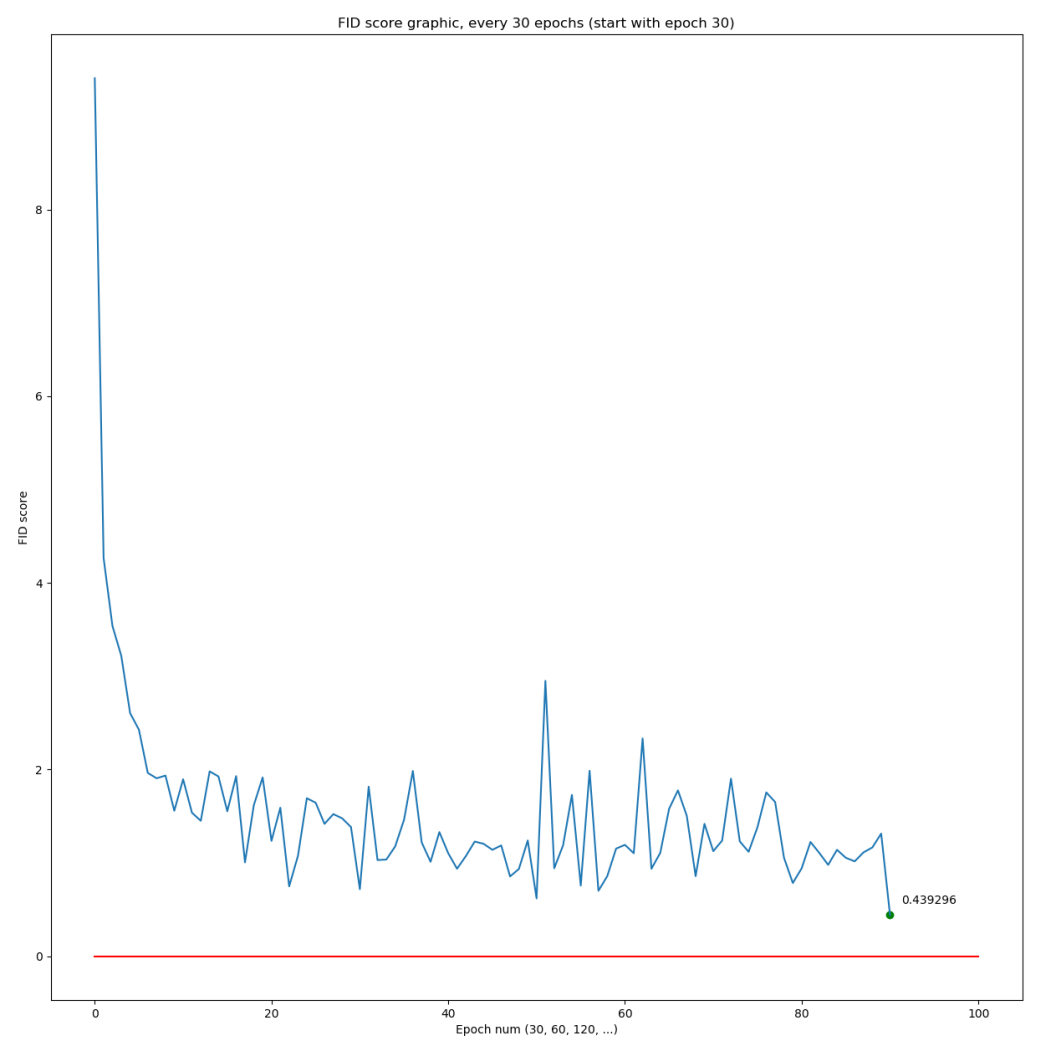 FID score graphic, every 30 epochs (start with epoch 30)
8
6
4
2
0
FID score
0.439296
0 20 40 60 80 100
Epoch num (30, 60, 120, ...)